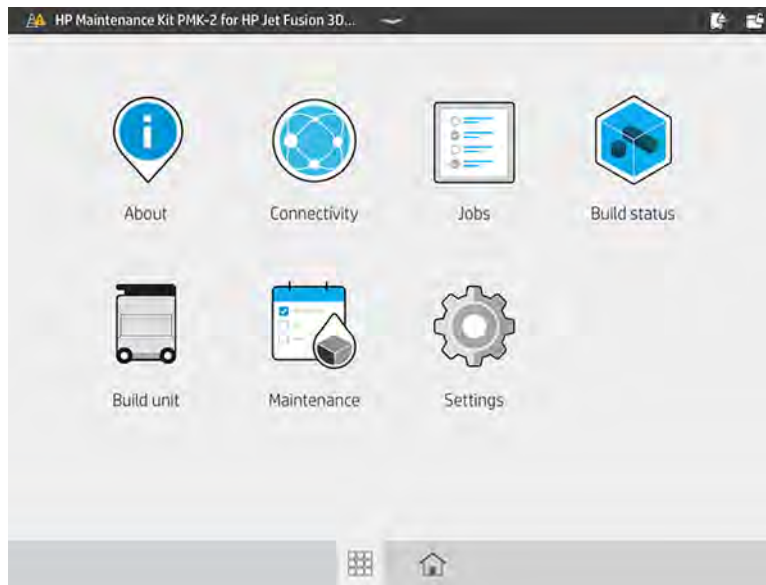 HP Maintenance Kit PMK-2 for HP Jet Fusion 3D...
About
Connectivity
Jobs
Build status
Build unit
Maintenance
Settings